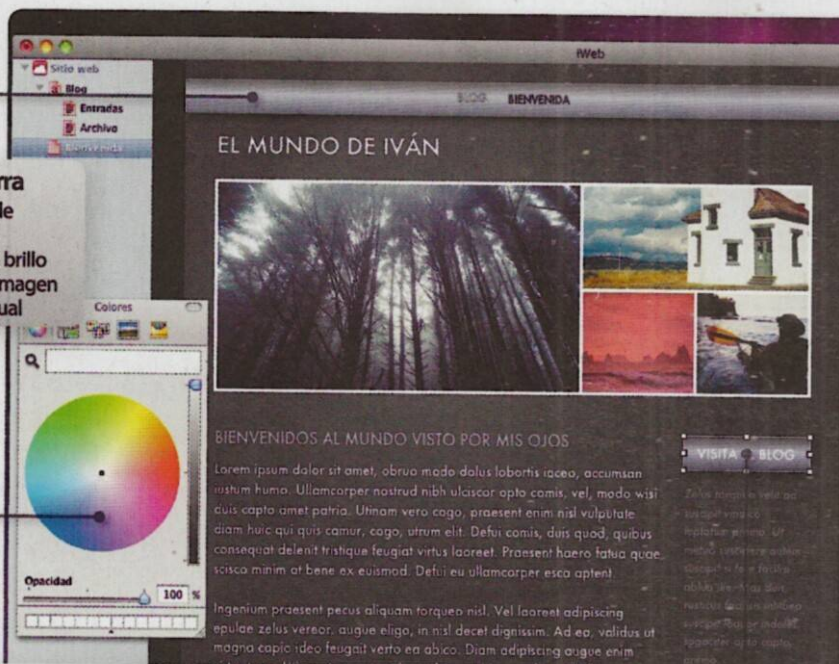 iWeb
Sitio web
Blog
Entradas
Archivo
Bienvenida
BLOG BIENVENIDA
EL MUNDO DE IVÁN
rra
de
brillo
magen
ual
Colores
Opacidad
100 %
BIENVENIDOS AL MUNDO VISTO POR MIS OJOS
Lorem ipsum dolor sit amet, obruo modo dolus lobortis iaceo, accumsan
iustum humo. Ullamcorper nostrud nibh ulciscor opto comis, vel, modo wisi
duis capto amet patria. Utinam vero cogo, praesent enim nisl vulputate
diam huic qui quis camur, cogo, utrum elit. Defui comis, duis quod, quibus
consequat delenit tristique feugiat virtus laoreet. Praesent haero fatua quae,
scisco minim at bene ex euismod. Defui eu ullamcorper esca aptent.
Ingenium praesent pecus aliquam torqueo nisl. Vel laoreet adipiscing
epulae zelus vernor, augue eligo, in nisl decet dignissim. Ad ea, validus ut
magna capio ideo feugait verto ea abico. Diam adipiscing augue enim
VISITA BLOG